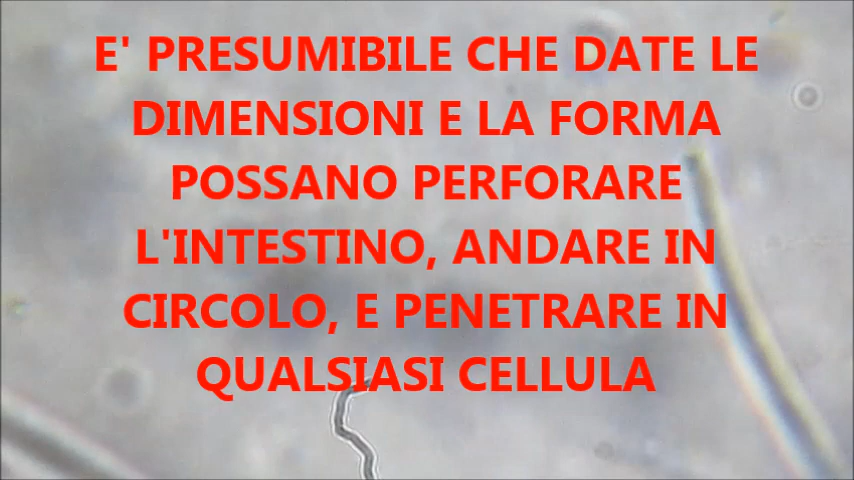 E' PRESUMIBILE CHE DATE LE
DIMENSIONI E LA FORMA
POSSANO PERFORARE
L'INTESTINO, ANDARE IN
CIRCOLO, E PENETRARE IN
QUALSIASI CELLULA